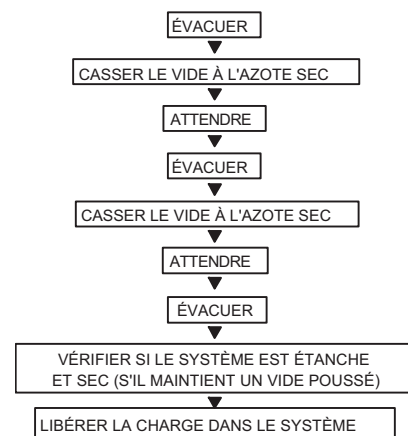 ÉVACUER
CASSER LE VIDE À L'AZOTE SEC
ATTENDRE
ÉVACUER
CASSER LE VIDE À L'AZOTE SEC
ATTENDRE
ÉVACUER
VÉRIFIER SI LE SYSTÈME EST ÉTANCHE
ET SEC (S'IL MAINTIENT UN VIDE POUSSÉ)
LIBÉRER LA CHARGE DANS LE SYSTÈME